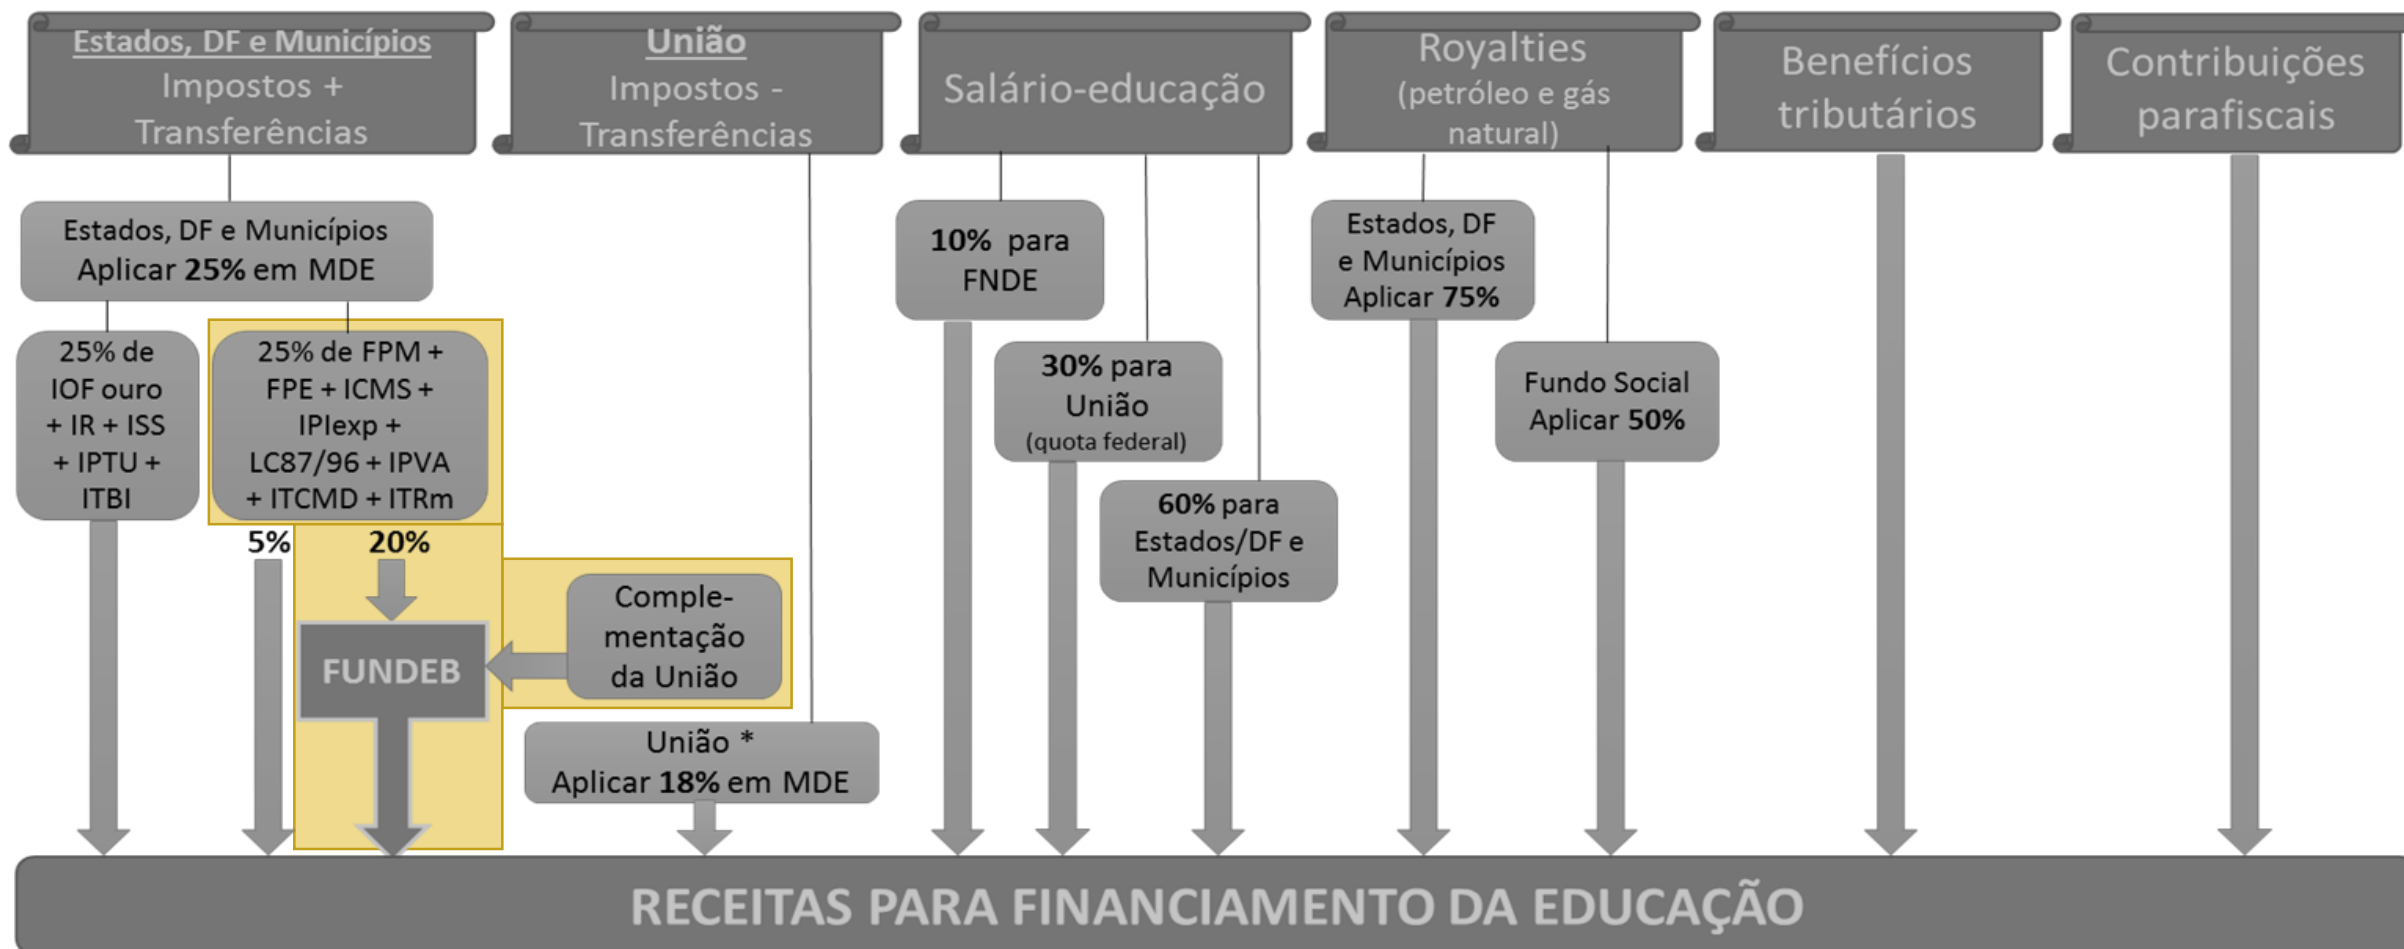 Estados, DF e Municípios
Impostos +
Transferências
União
Impostos -
Transferências
Salário-educação
Royalties
(petróleo e gás
natural)
Benefícios
tributários
Contribuições
parafiscais
Estados, DF e Municípios
Aplicar 25% em MDE
25% de
IOF ouro
+ IR + ISS
+ IPTU +
ITBI
25% de FPM +
FPE + ICMS +
IPIexp +
LC87/96 + IPVA
+ ITCMD + ITRm
5%
20%
FUNDEB
Comple-
mentação
da União
União *
Aplicar 18% em MDE
10% para
FNDE
30% para
União
(quota federal)
60% para
Estados/DF e
Municípios
Estados, DF
e Municípios
Aplicar 75%
Fundo Social
Aplicar 50%
RECEITAS PARA FINANCIAMENTO DA EDUCAÇÃO